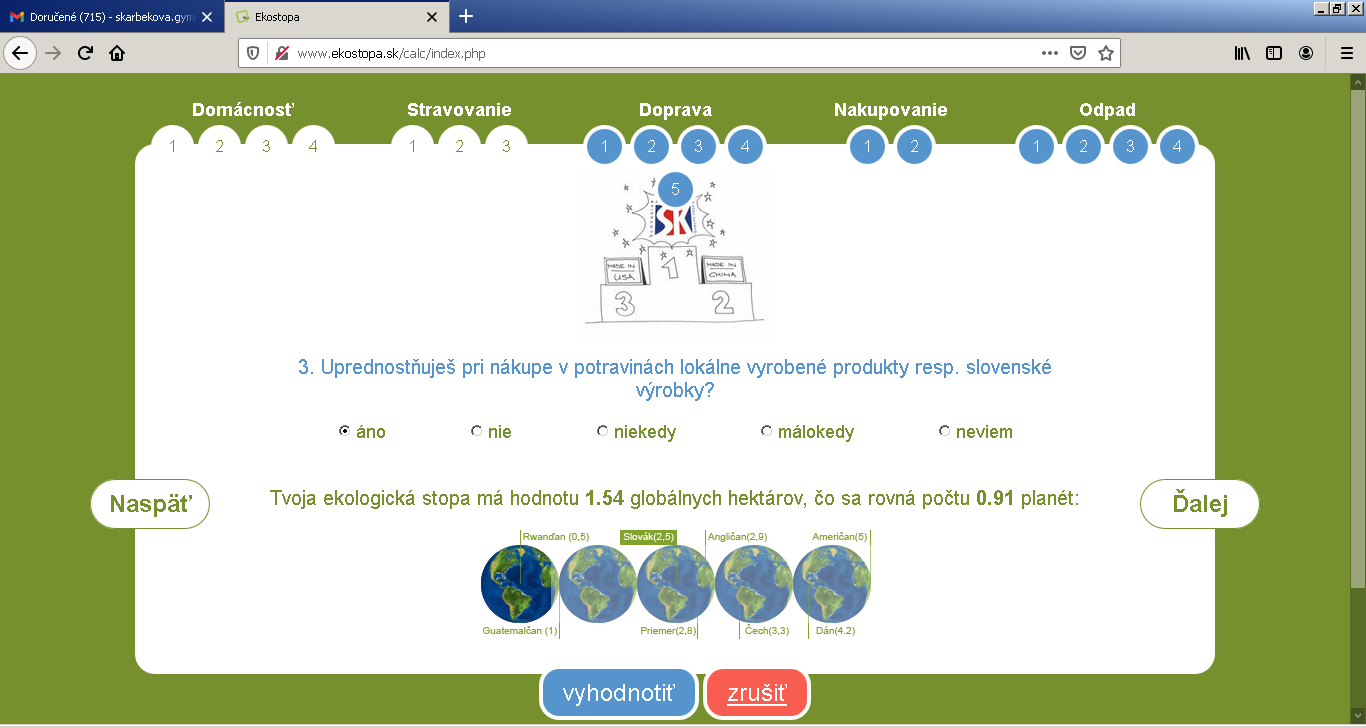 Doručené (715) - skarbekova.gym
Ekostopa
www.ekostopa.sk/calc/index.php
Domácnosť Stravovanie Doprava Nakupovanie Odpad
1 2 3 4 1 2 3 1 2 3 4 1 2 1 2 3 4
5
SK
MADE IN USA
1
MADE IN CHINA
3 2
3. Uprednostňuješ pri nákupe v potravinách lokálne vyrobené produkty resp. slovenské
výrobky?
áno nie niekedy málokedy neviem
Naspäť
Ďalej
Tvoja ekologická stopa má hodnotu 1.54 globálnych hektárov, čo sa rovná počtu 0.91 planét:
Rwanďan (0,5) Slovák(2,5) Angličan(2,9) Američan(5)
Guatemalčan (1) Priemer(2,8) Čech(3,3) Dán(4.2)
vyhodnotiť zrušiť